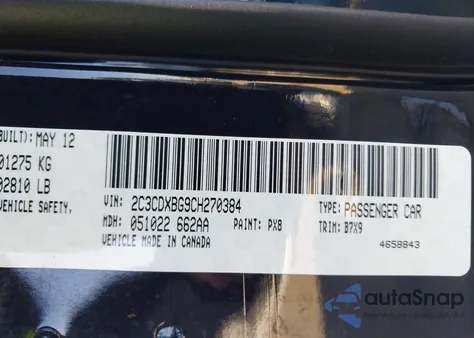 BUILT): MAY 12
01275 KG
02810 LB
VEHICLE SAFETY,
VIN: 2C3CDXBG9CH270384
TYPE: PASSENGER CAR
MDH: 051022 662AA
PAINT: PX8
TRIM: B7X9
VEHICLE MADE IN CANADA
4658843
autoSnap